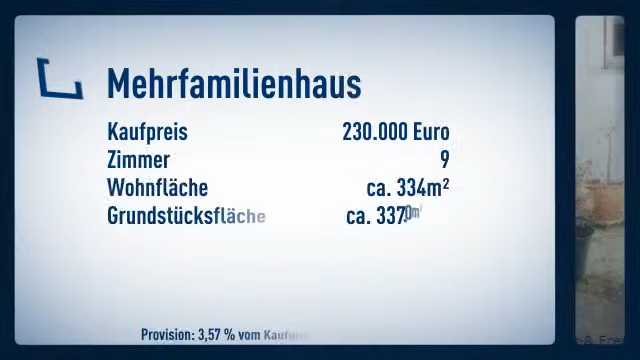 Mehrfamilienhaus
Kaufpreis 230.000 Euro
Zimmer 9
Wohnfläche ca. 334m²
Grundstücksfläche ca. 337
Provision: 3,57 % vom